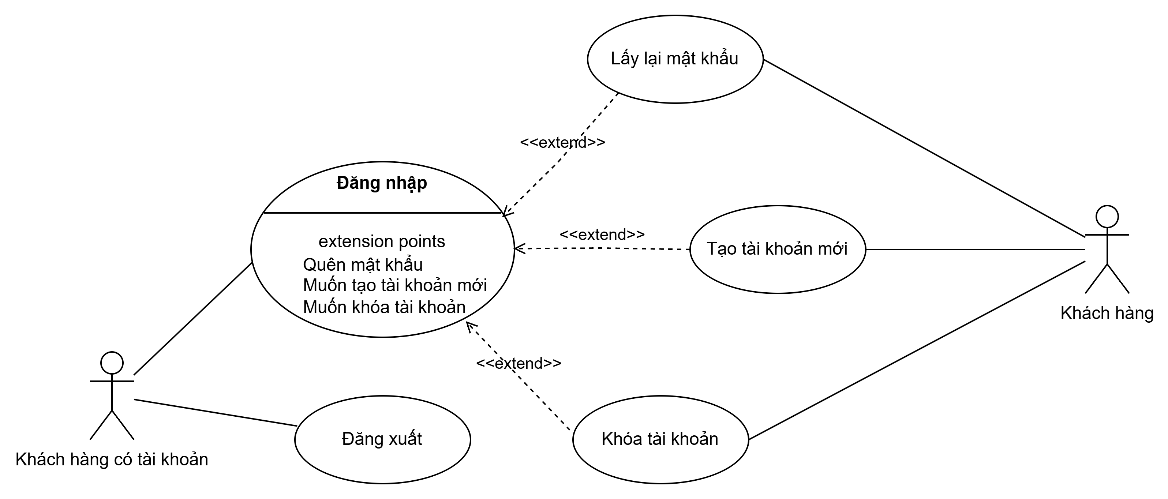 Lấy lại mật khẩu
<<extend>>
Đăng nhập
extension points
Quên mật khẩu
Muốn tạo tài khoản mới
Muốn khóa tài khoản
<<extend>>
Tạo tài khoản mới
Khách hàng
<<extend>>
Đăng xuất
Khóa tài khoản
Khách hàng có tài khoản